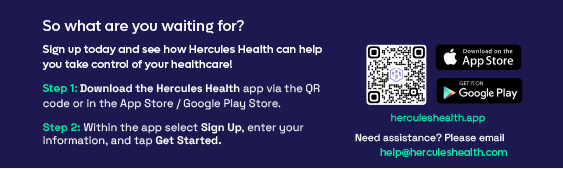 So what are you waiting for?
Sign up today and see how Hercules Health can help
you take control of your healthcare!
Step 1: Download the Hercules Health app via the QR
code or in the App Store / Google Play Store.
Step 2: Within the app select Sign Up, enter your
information, and tap Get Started.
Download on the
App Store
GET IT ON
Google Play
herculeshealth.app
Need assistance? Please email
help@herculeshealth.com